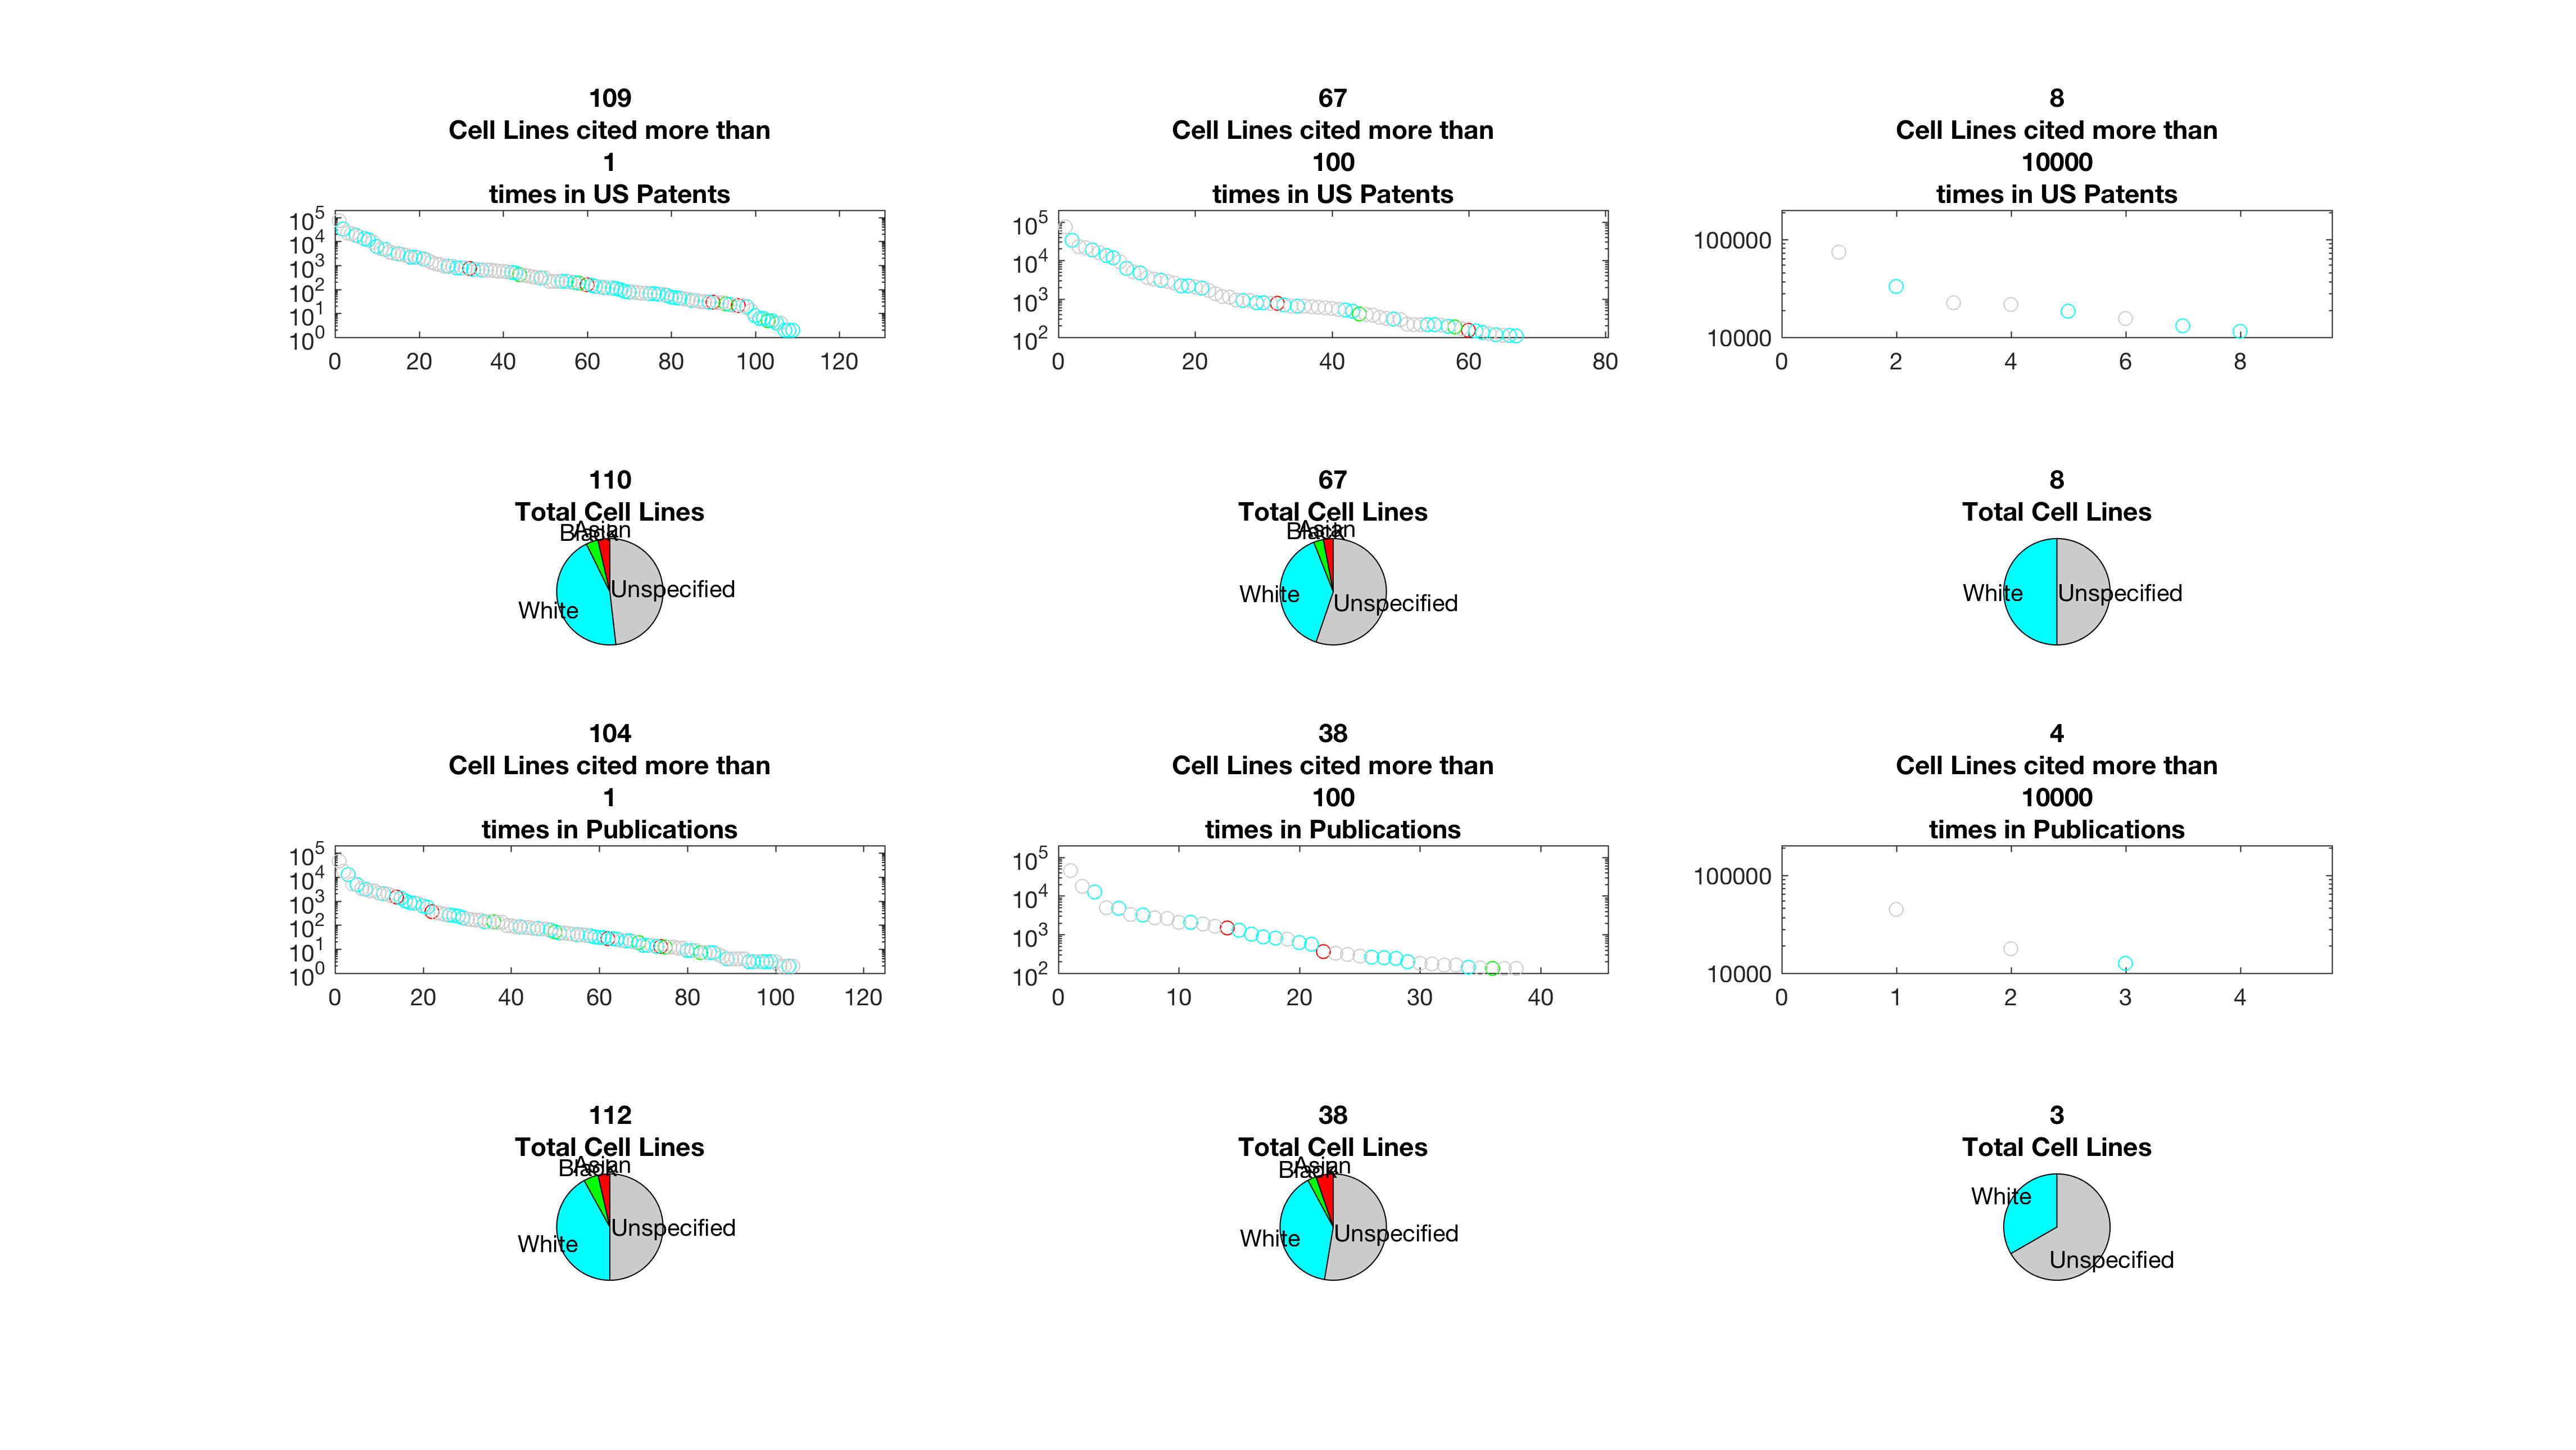 109
Cell Lines cited more than
1
times in US Patents
10^5
10^4
10^3
10^2
10^1
10^0
0 20 40 60 80 100 120
67
Cell Lines cited more than
100
times in US Patents
10^5
10^4
10^3
10^2
0 20 40 60 80
8
Cell Lines cited more than
10000
times in US Patents
100000
10000
0 2 4 6 8
110
Total Cell Lines
Asian
Black
Unspecified
White
67
Total Cell Lines
Asian
Black
White
Unspecified
8
Total Cell Lines
White
Unspecified
104
Cell Lines cited more than
1
times in Publications
10^5
10^4
10^3
10^2
10^1
10^0
0 20 40 60 80 100 120
38
Cell Lines cited more than
100
times in Publications
10^5
10^4
10^3
10^2
0 10 20 30 40
4
Cell Lines cited more than
10000
times in Publications
100000
10000
0 1 2 3 4
112
Total Cell Lines
Asian
Black
Unspecified
White
38
Total Cell Lines
Asian
Black
Unspecified
White
3
Total Cell Lines
White
Unspecified